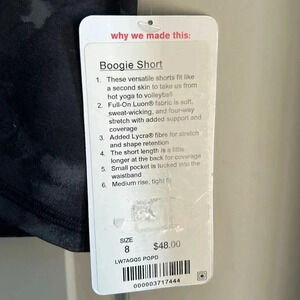 why we made this:
Boogie Short
1. These versatile shorts fit like
a second skin to take us from
hot yoga to volleyball
2. Full-On Luon® fabric is soft,
sweat-wicking, and four-way
stretch with added support and
coverage
3. Added Lycra® fibre for stretch
and shape retention
4. The short length is a little
longer at the back for coverage
5. Small pocket is tucked into the
waistband
6. Medium rise, tight fit
SIZE
8 $48.00
LW7AGQS POPD
000003717444